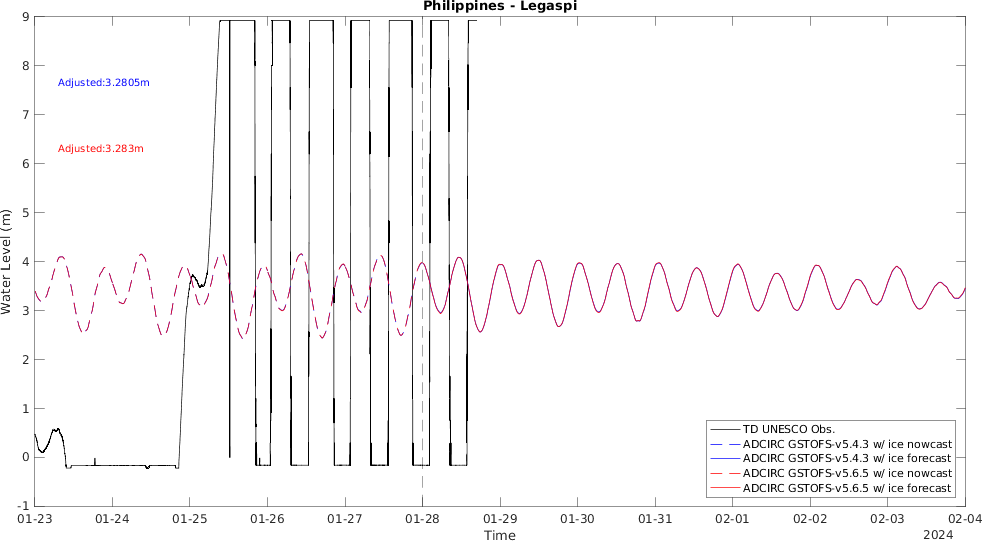 Philippines - Legaspi
9
8
7
6
5
4
3
2
1
0
-1
Water Level (m)
Adjusted:3.2805m
Adjusted:3.283m
TD UNESCO Obs.
ADCIRC GSTOFS-v5.4.3 w/ ice nowcast
ADCIRC GSTOFS-v5.4.3 w/ ice forecast
ADCIRC GSTOFS-v5.6.5 w/ ice nowcast
ADCIRC GSTOFS-v5.6.5 w/ ice forecast
01-23 01-24 01-25 01-26 01-27 01-28 01-29 01-30 01-31 02-01 02-02 02-03 02-04
Time
2024